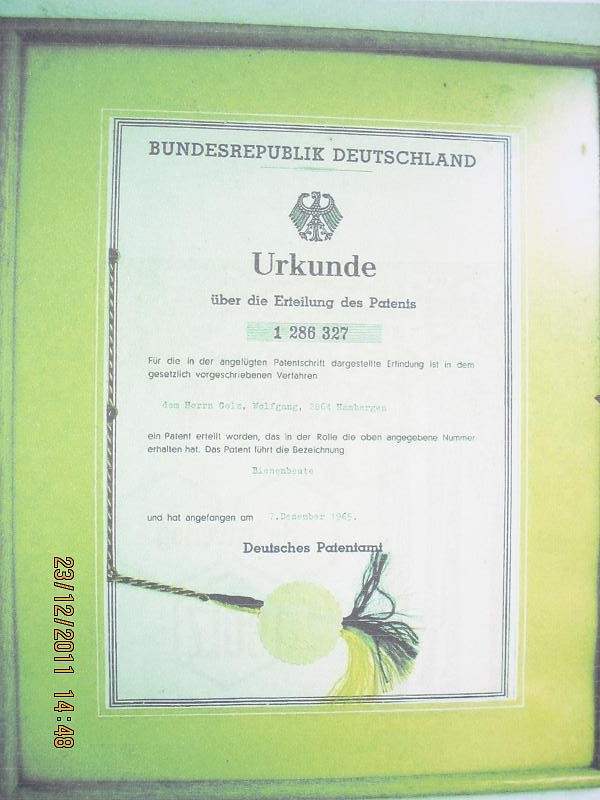 BUNDESREPUBLIK DEUTSCHLAND
Urkunde
über die Erteilung des Patents
1 286 327
Für die in der angefügten Patentschrift dargestellte Erfindung ist in dem
gesetzlich vorgeschriebenen Verfahren
dem Herrn Golz, Wolfgang, 2864 Hambergen
ein Patent erteilt worden, das in der Rolle die oben angegebene Nummer
erhalten hat. Das Patent führt die Bezeichnung
Bienenbeute
und hat angefangen am 7.Dezember 1965.
Deutsches Patentamt
23/12/2011 14:48